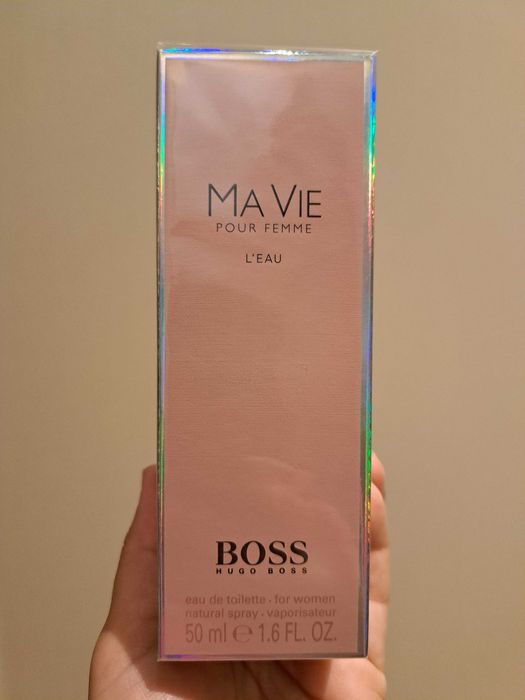 MA VIE
POUR FEMME
L'EAU
BOSS
HUGO BOSS
eau de toilette · for women
natural spray · vaporisateur
50 ml ℮ 1.6 FL. OZ.